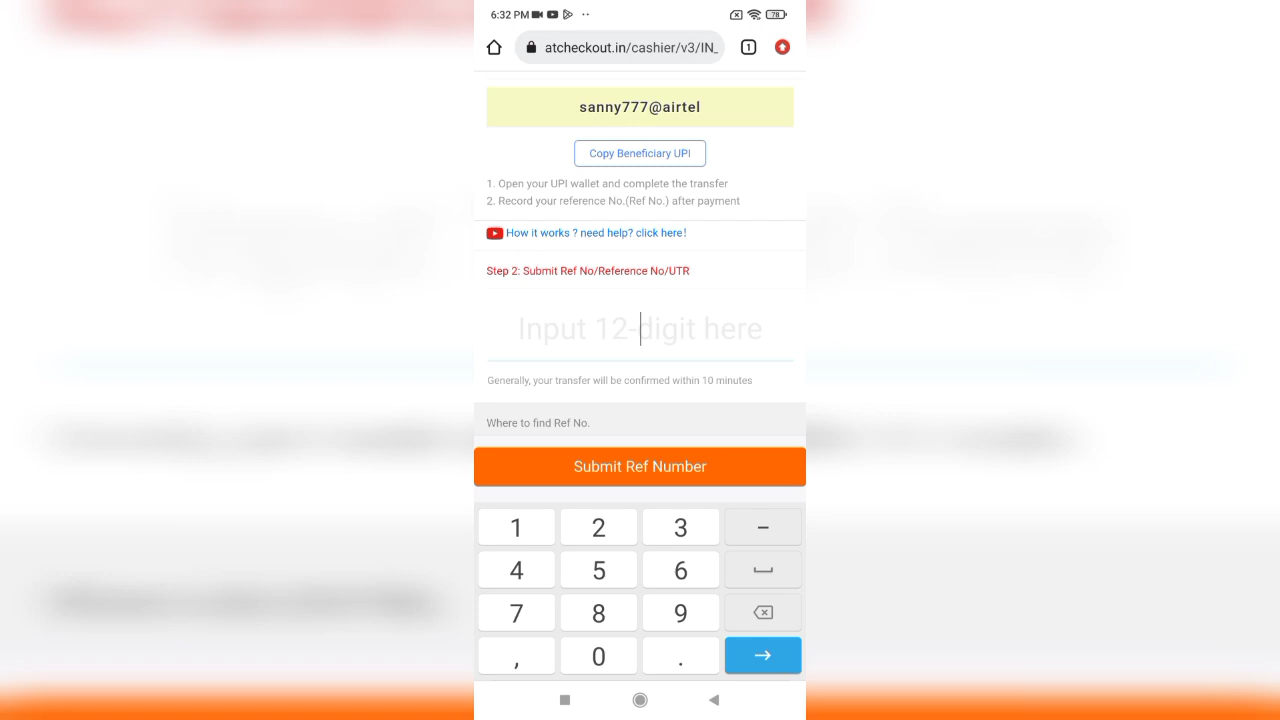 6:32 PM
78
atcheckout.in/cashier/v3/IN_
1
sanny777@airtel
Copy Beneficiary UPI
1. Open your UPI wallet and complete the transfer
2. Record your reference No.(Ref No.) after payment
How it works ? need help? click here!
Step 2: Submit Ref No/Reference No/UTR
Input 12-digit here
Generally, your transfer will be confirmed within 10 minutes
Where to find Ref No.
Submit Ref Number
1 2 3 –
4 5 6
7 8 9
, 0 .